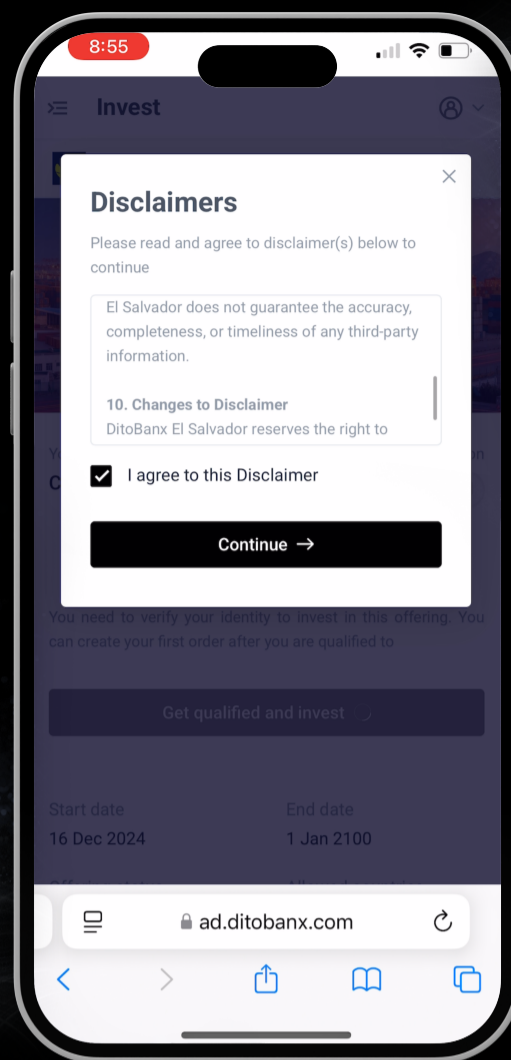 8:55
Invest
Disclaimers
Please read and agree to disclaimer(s) below to
continue
El Salvador does not guarantee the accuracy,
completeness, or timeliness of any third-party
information.
10. Changes to Disclaimer
DitoBanx El Salvador reserves the right to
I agree to this Disclaimer
Continue →
You need to verify your identity to invest in this offering. You
can create your first order after you are qualified to
Get qualified and invest
Start date
End date
16 Dec 2024
1 Jan 2100
ad.ditobanx.com